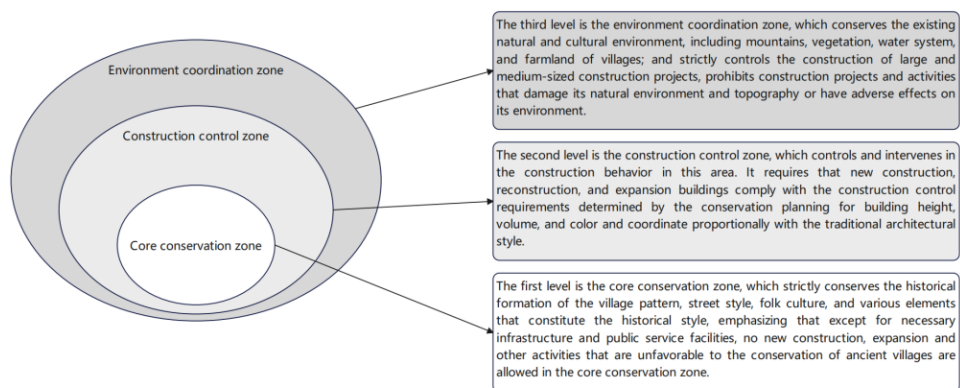 Environment coordination zone
Construction control zone
Core conservation zone
The third level is the environment coordination zone, which conserves the existing
natural and cultural environment, including mountains, vegetation, water system,
and farmland of villages; and strictly controls the construction of large and
medium-sized construction projects, prohibits construction projects and activities
that damage its natural environment and topography or have adverse effects on
its environment.
The second level is the construction control zone, which controls and intervenes in
the construction behavior in this area. It requires that new construction,
reconstruction, and expansion buildings comply with the construction control
requirements determined by the conservation planning for building height,
volume, and color and coordinate proportionally with the traditional architectural
style.
The first level is the core conservation zone, which strictly conserves the historical
formation of the village pattern, street style, folk culture, and various elements
that constitute the historical style, emphasizing that except for necessary
infrastructure and public service facilities, no new construction, expansion and
other activities that are unfavorable to the conservation of ancient villages are
allowed in the core conservation zone.